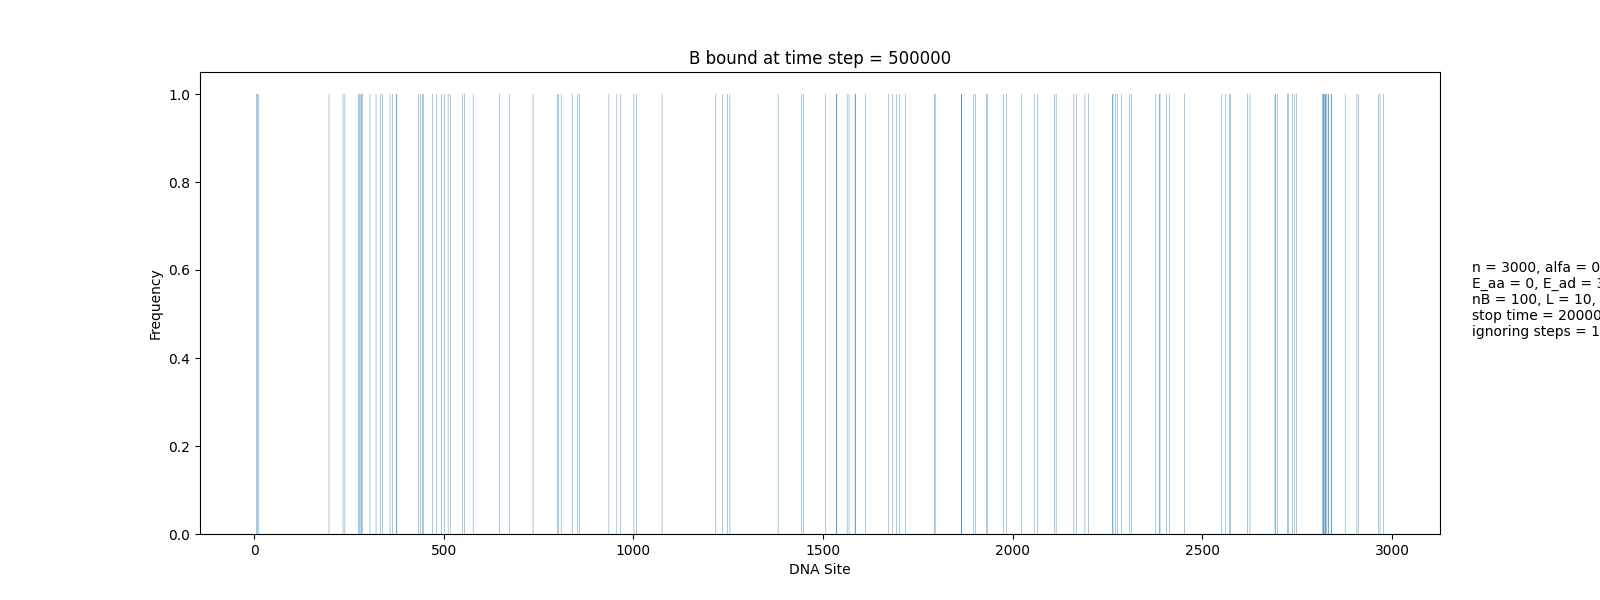 B bound at time step = 500000
1.0
0.8
0.6
0.4
0.2
0.0
Frequency
0 500 1000 1500 2000 2500 3000
DNA Site
n = 3000, alfa = 0
E_aa = 0, E_ad =
nB = 100, L = 10,
stop time = 20000
ignoring steps = 1